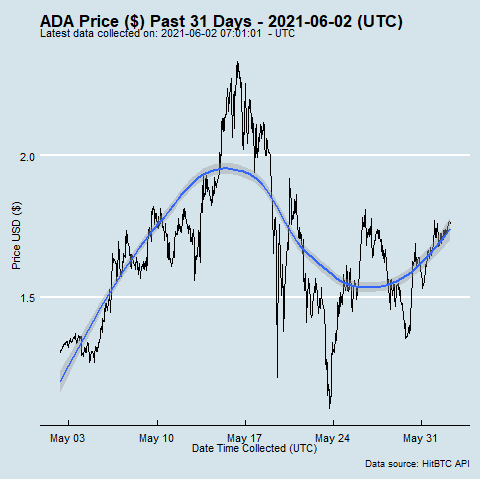 ADA Price ($) Past 31 Days - 2021-06-02 (UTC)
Latest data collected on: 2021-06-02 07:01:01 - UTC
Price USD ($)
2.0
1.5
May 03 May 10 May 17 May 24 May 31
Date Time Collected (UTC)
Data source: HitBTC API